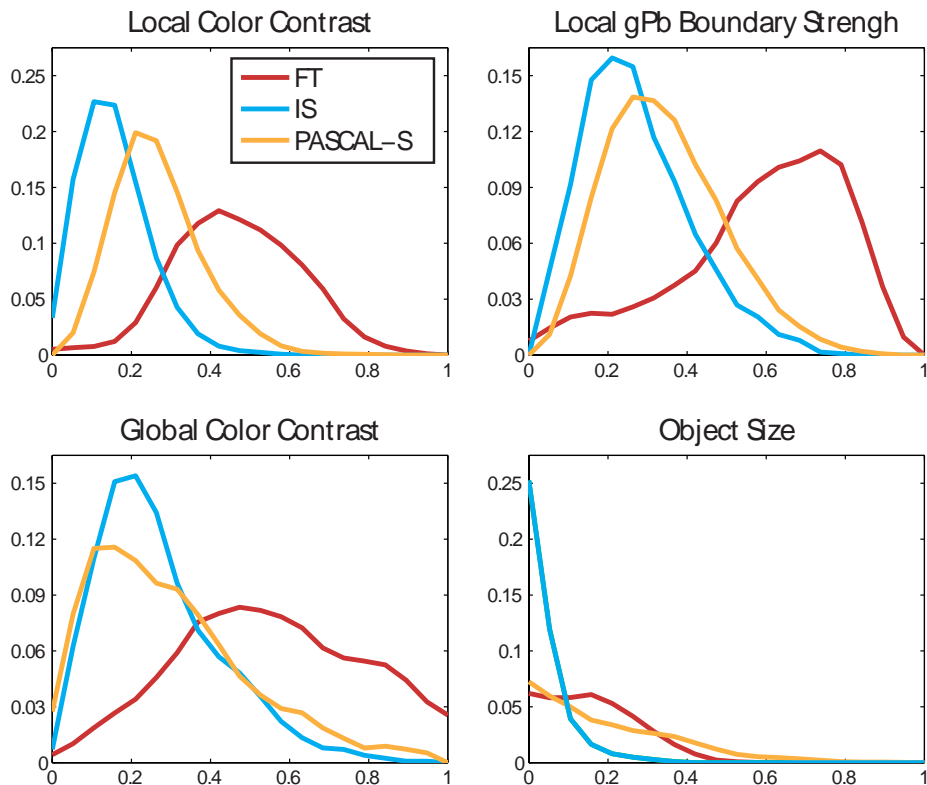 Local Color Contrast
0.25
0.2
0.15
0.1
0.05
0
0 0.2 0.4 0.6 0.8 1
FT
IS
PASCAL-S
Local gPb Boundary Strengh
0.15
0.12
0.09
0.06
0.03
0
0 0.2 0.4 0.6 0.8 1
Global Color Contrast
0.15
0.12
0.09
0.06
0.03
0
0 0.2 0.4 0.6 0.8 1
Object Size
0.25
0.2
0.15
0.1
0.05
0
0 0.2 0.4 0.6 0.8 1